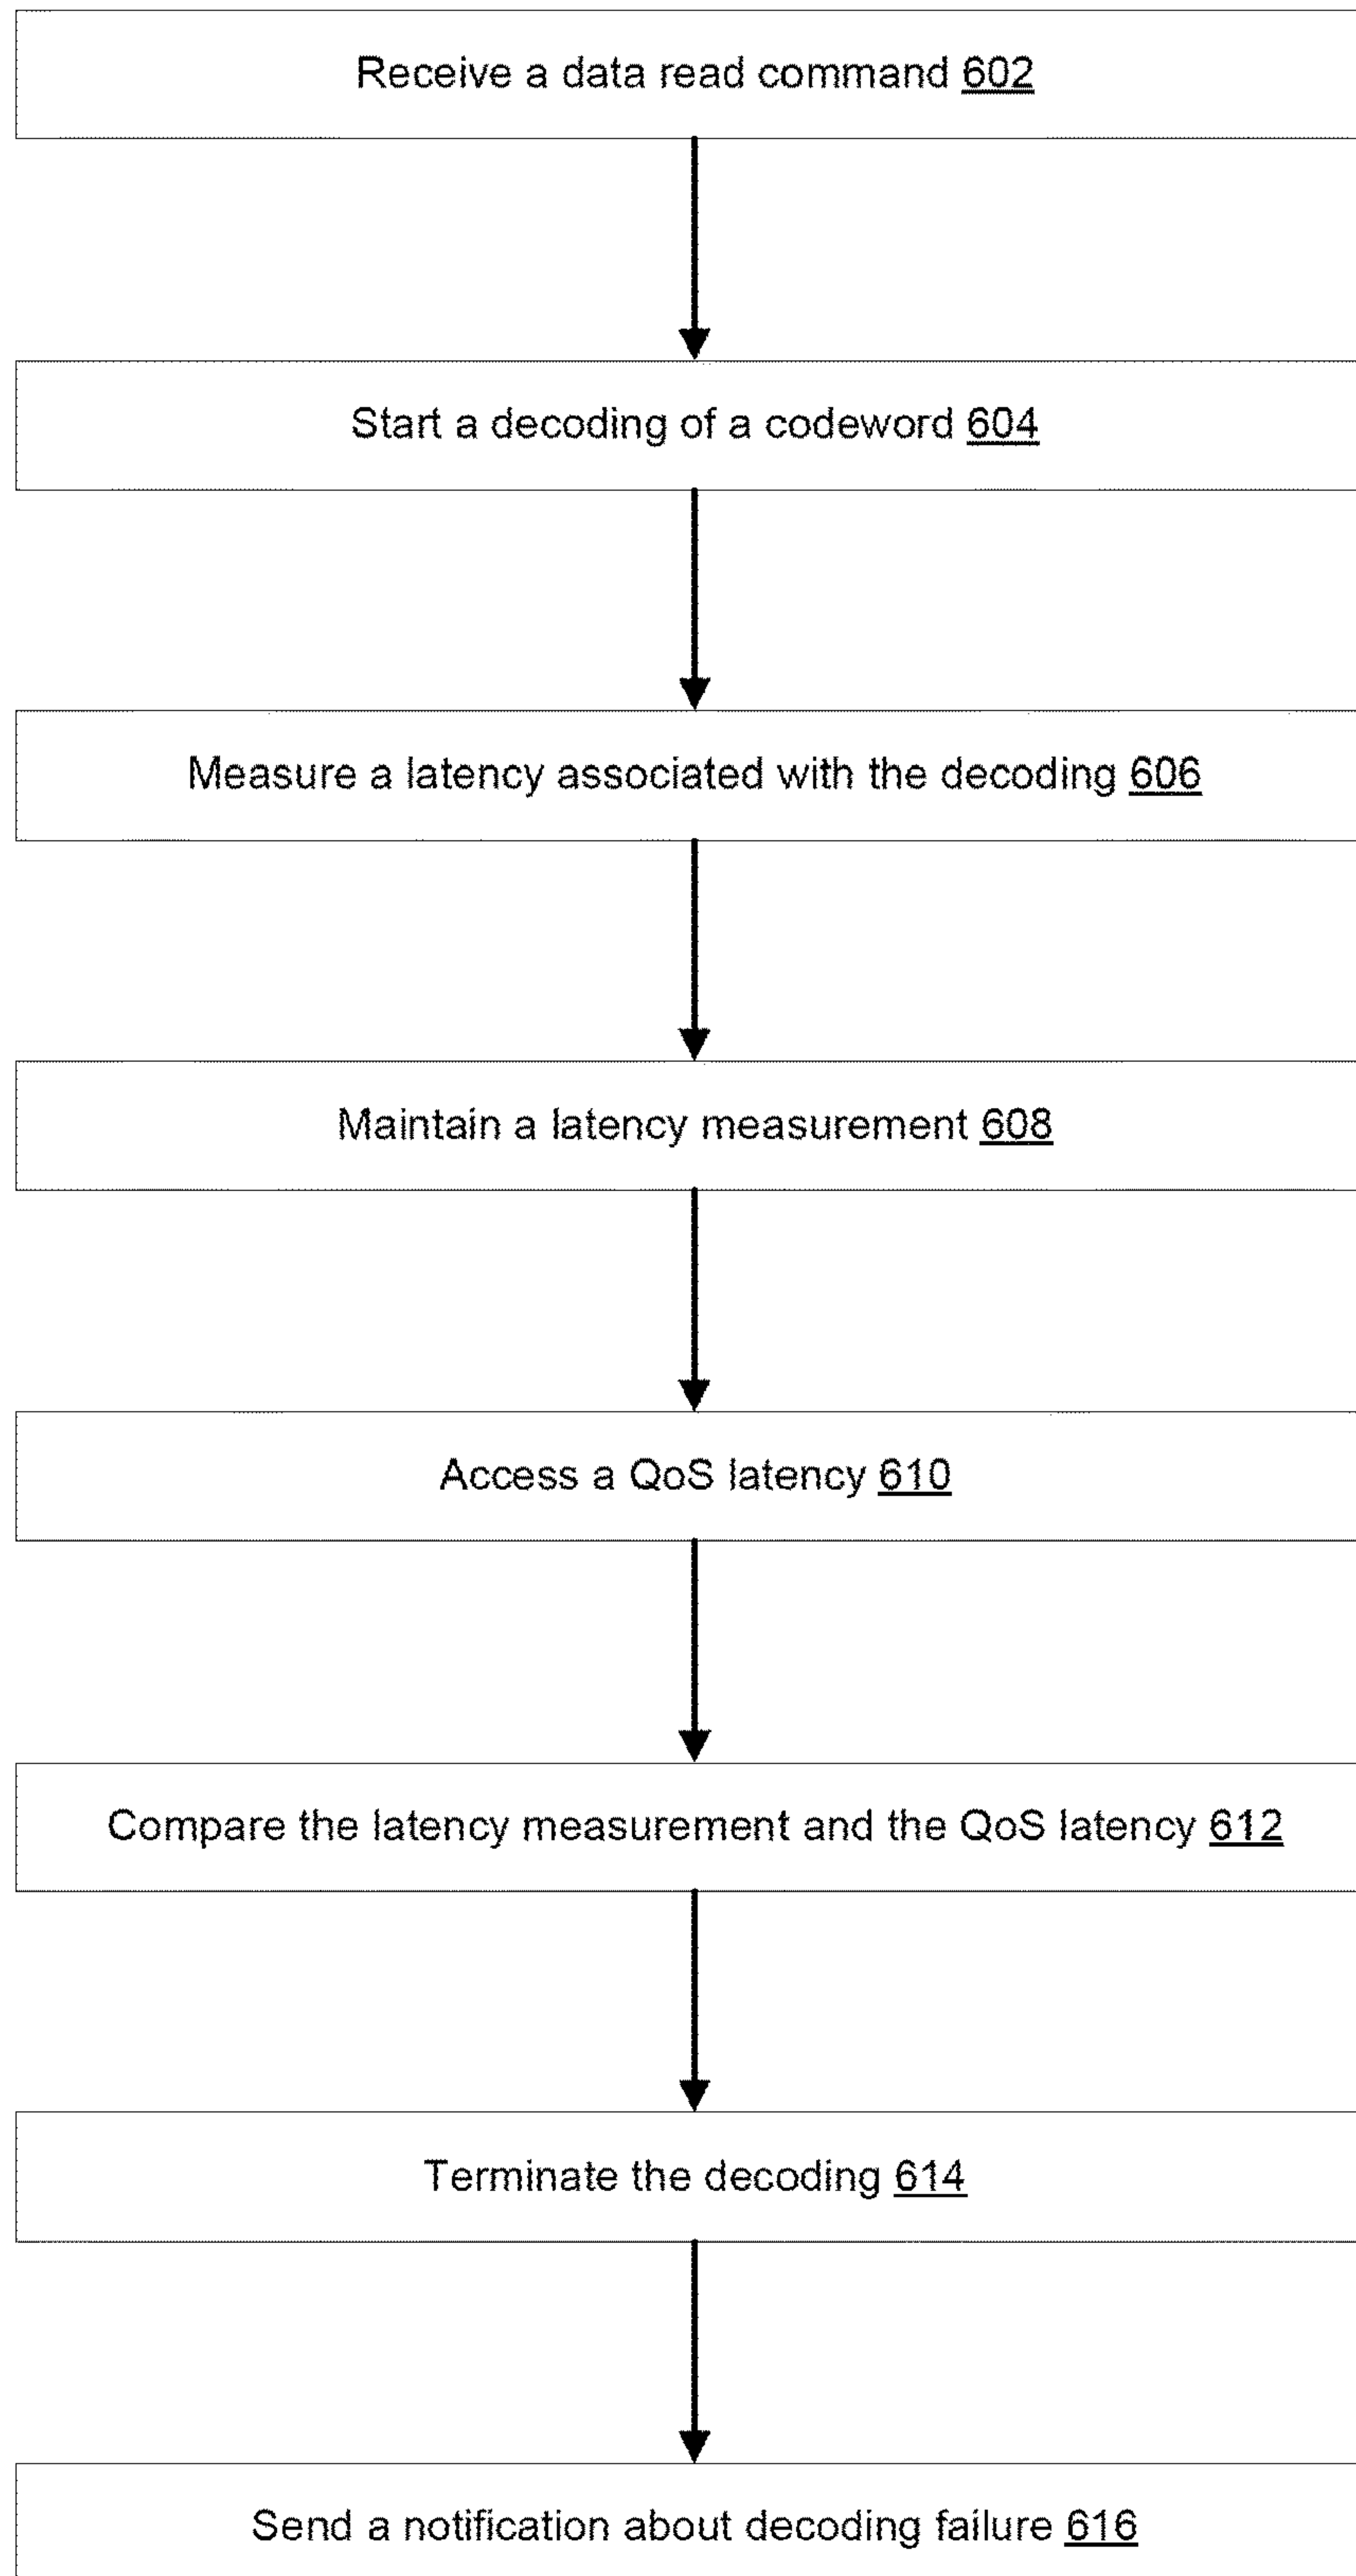 Receive a data read command 602
Start a decoding of a codeword 604
Measure a latency associated with the decoding 606
Maintain a latency measurement 608
Access a QoS latency 610
Compare the latency measurement and the QoS latency 612
Terminate the decoding 614
Send a notification about decoding failure 616